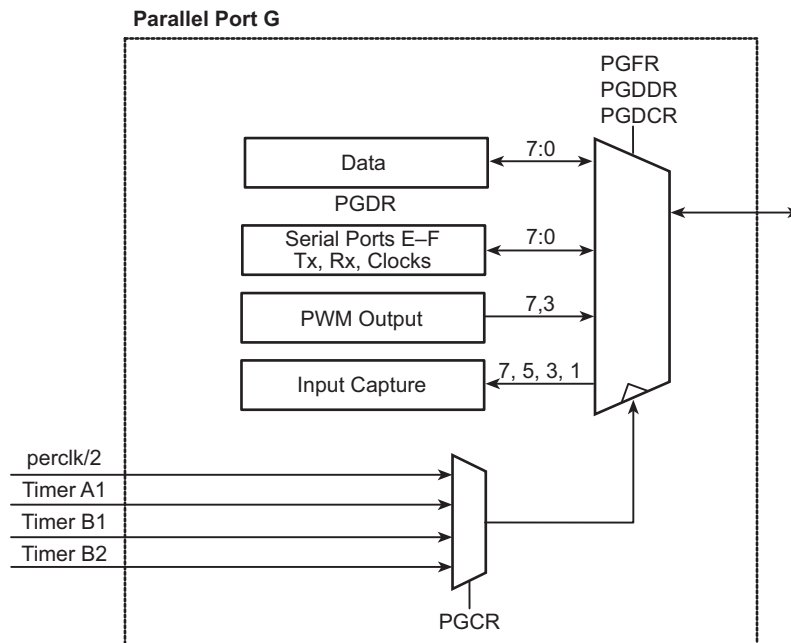 Parallel Port G
PGFR
PGDDR
PGDCR
Data
7:0
PGDR
Serial Ports E–F
Tx, Rx, Clocks
7:0
PWM Output
7,3
Input Capture
7, 5, 3, 1
perclk/2
Timer A1
Timer B1
Timer B2
PGCR